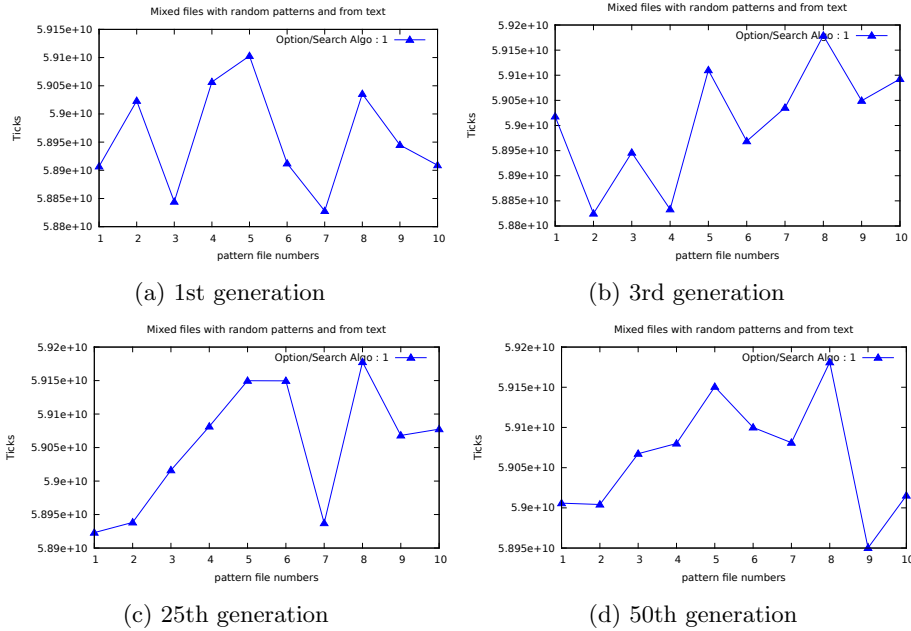 Mixed files with random patterns and from text
5.915e+10
Option/Search Algo : 1
5.91e+10
5.905e+10
5.9e+10
5.895e+10
5.89e+10
5.885e+10
5.88e+10
Ticks
1 2 3 4 5 6 7 8 9 10
pattern file numbers
(a) 1st generation
Mixed files with random patterns and from text
5.92e+10
Option/Search Algo : 1
5.915e+10
5.91e+10
5.905e+10
5.9e+10
5.895e+10
5.89e+10
5.885e+10
5.88e+10
Ticks
1 2 3 4 5 6 7 8 9 10
pattern file numbers
(b) 3rd generation
Mixed files with random patterns and from text
5.92e+10
Option/Search Algo : 1
5.915e+10
5.91e+10
5.905e+10
5.9e+10
5.895e+10
5.89e+10
Ticks
1 2 3 4 5 6 7 8 9 10
pattern file numbers
(c) 25th generation
Mixed files with random patterns and from text
5.92e+10
Option/Search Algo : 1
5.915e+10
5.91e+10
5.905e+10
5.9e+10
5.895e+10
Ticks
1 2 3 4 5 6 7 8 9 10
pattern file numbers
(d) 50th generation